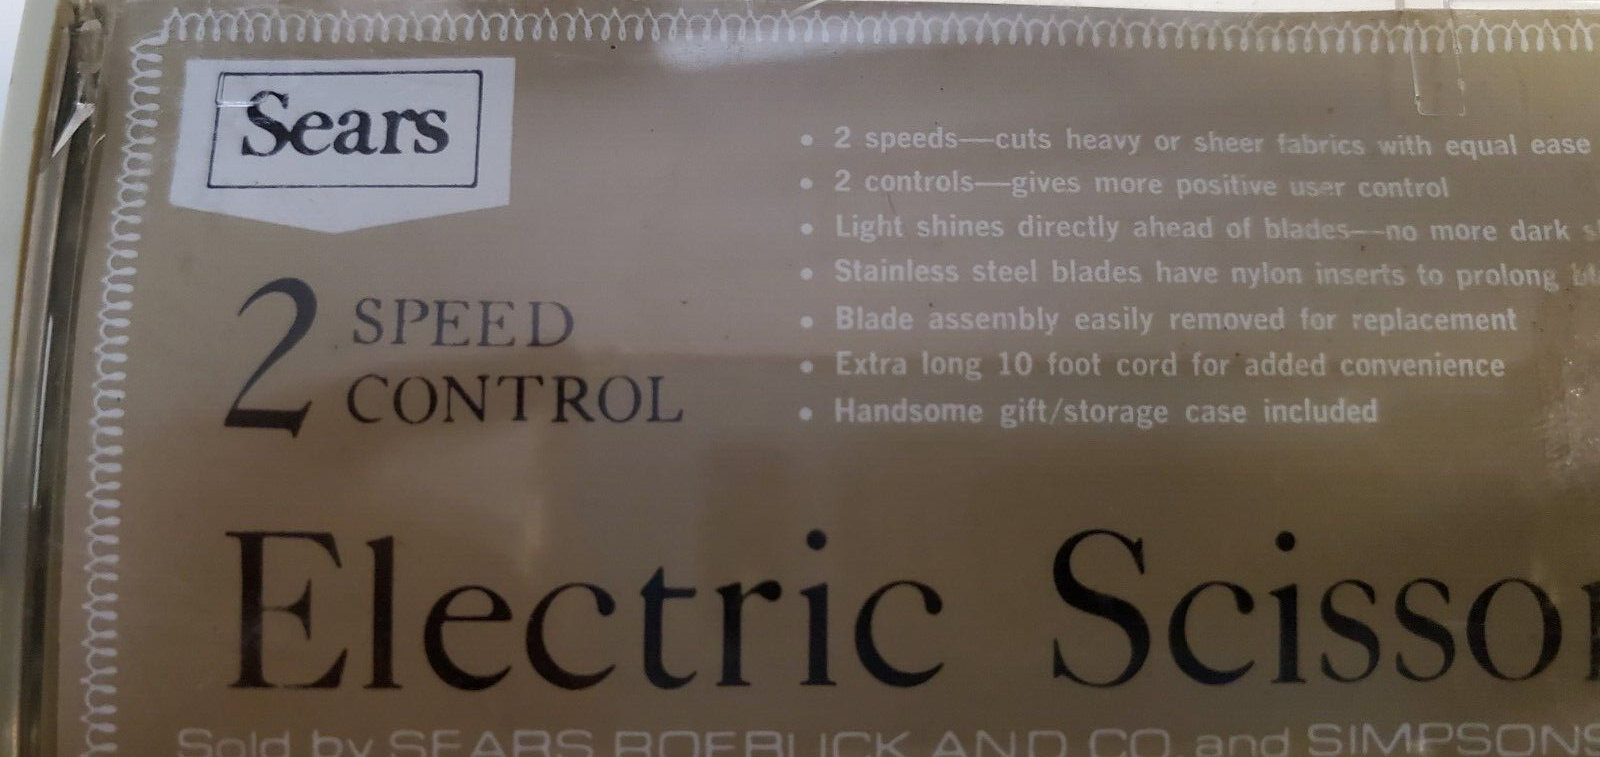 Sears
2 SPEED
CONTROL
• 2 speeds—cuts heavy or sheer fabrics with equal ease
• 2 controls—gives more positive user control
• Light shines directly ahead of blades—no more dark
• Stainless steel blades have nylon inserts to prolong
• Blade assembly easily removed for replacement
• Extra long 10 foot cord for added convenience
• Handsome gift/storage case included
Electric Scissor
Sold by SEARS ROEBUCK AND CO. and SIMPSONS